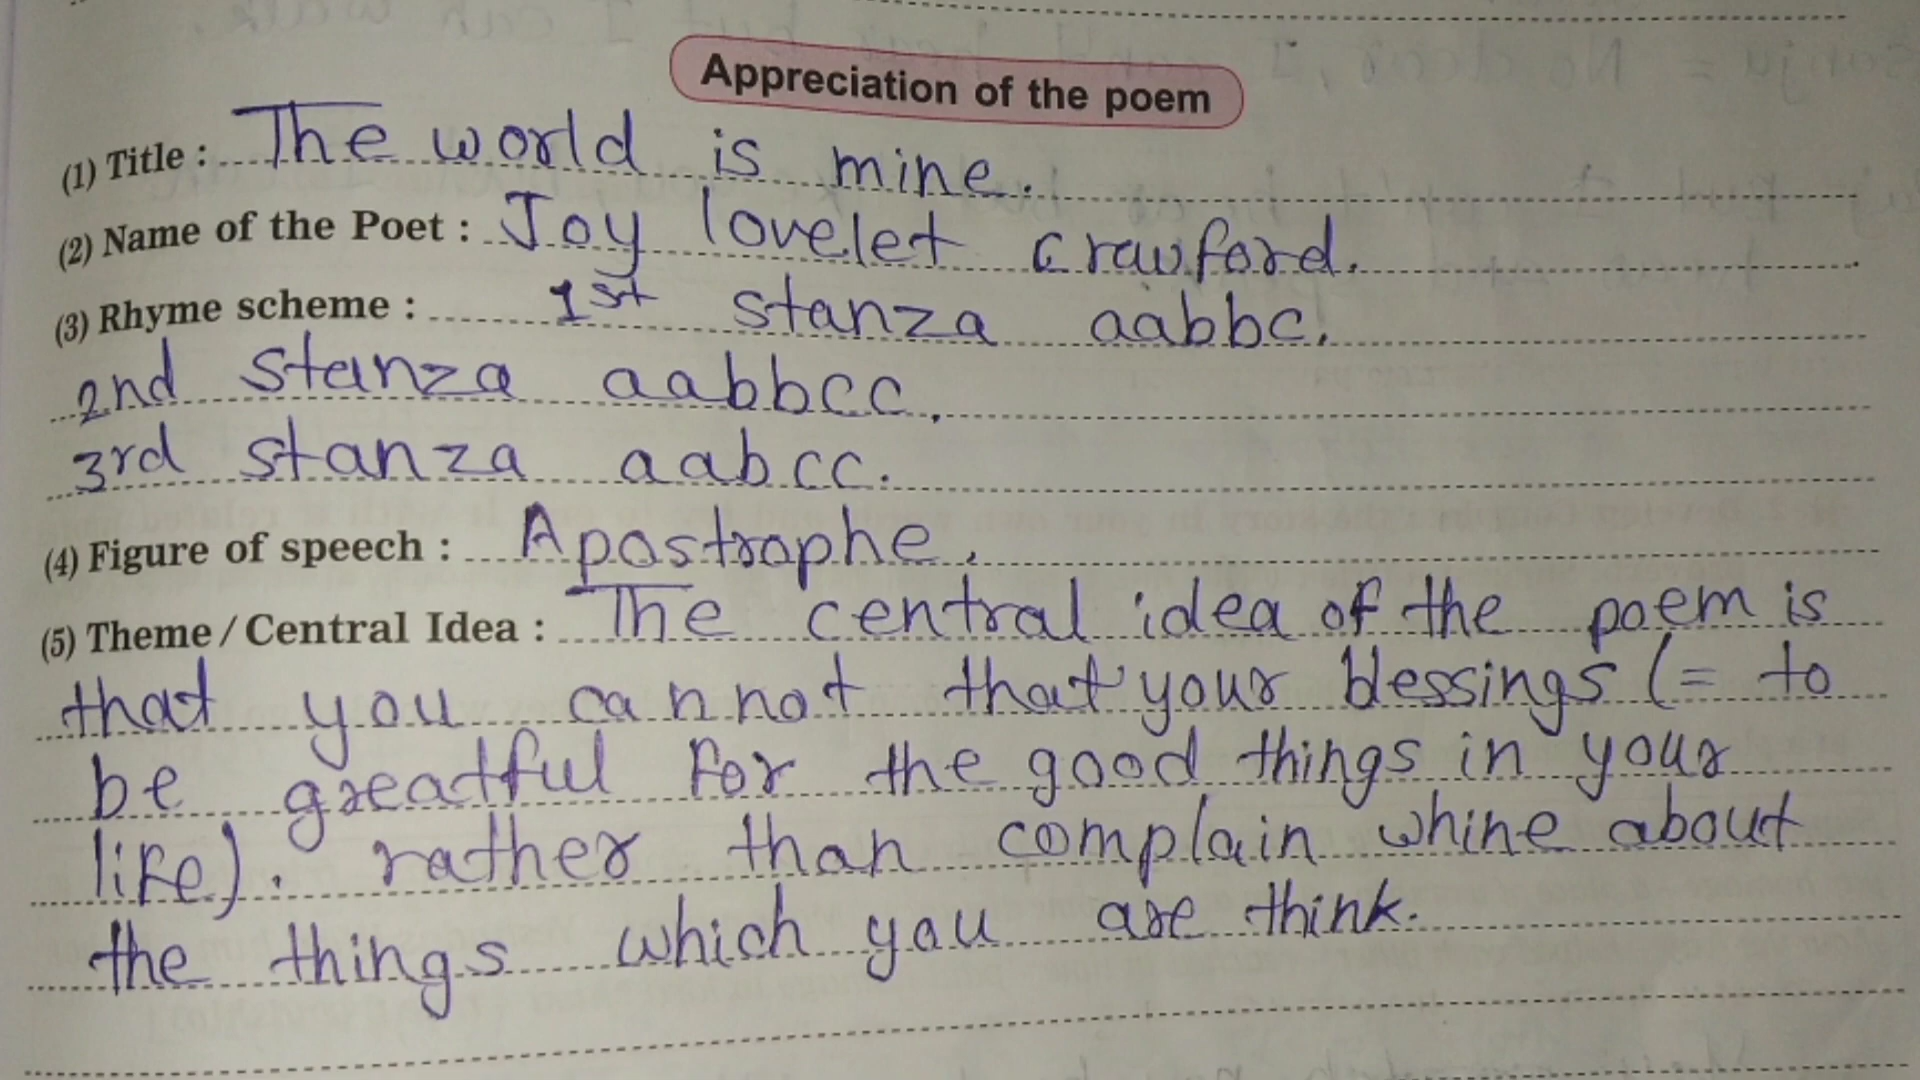 Appreciation of the poem
(1) Title : The world is mine.
(2) Name of the Poet : Joy lovelet crawford.
(3) Rhyme scheme : 1st stanza aabbc.
2nd stanza aabbcc.
3rd stanza aabcc.
(4) Figure of speech : Apostrophe.
(5) Theme / Central Idea : The central idea of the poem is
that you cannot that your blessings (= to
be greatful for the good things in your
life). rather than complain whine about
the things which you are think.